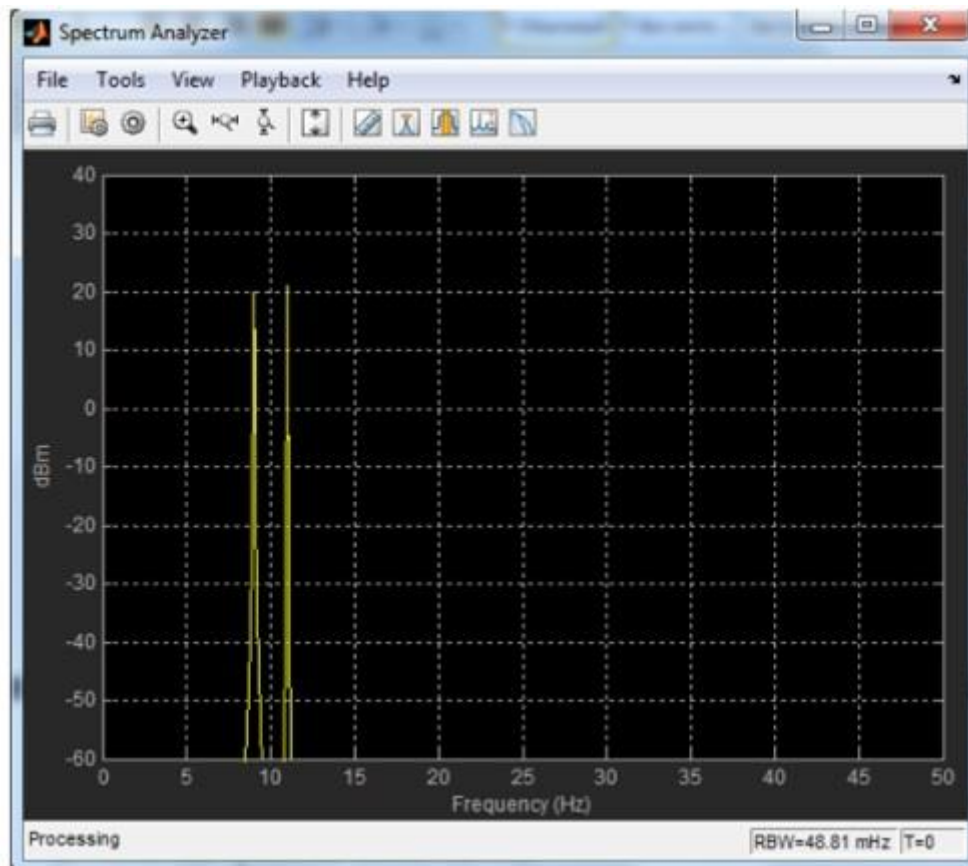 Spectrum Analyzer
File Tools View Playback Help
40
30
20
10
0
-10
-20
-30
-40
-50
-60
dBm
0 5 10 15 20 25 30 35 40 45 50
Frequency (Hz)
Processing RBW=48.81 mHz T=0